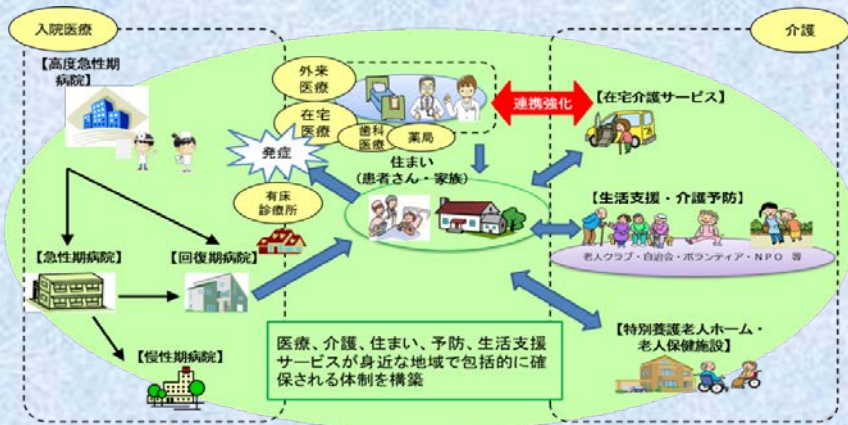 入院医療
介護
【高度急性期
病院】
外来
医療
在宅
医療
歯科
医療
薬局
連携強化
【在宅介護サービス】
発症
住まい
(患者さん・家族)
有床
診療所
【生活支援・介護予防】
老人クラブ・自治会・ボランティア・NPO 等
【急性期病院】
【回復期病院】
【慢性期病院】
医療、介護、住まい、予防、生活支援
サービスが身近な地域で包括的に確
保される体制を構築
【特別養護老人ホーム・
老人保健施設】